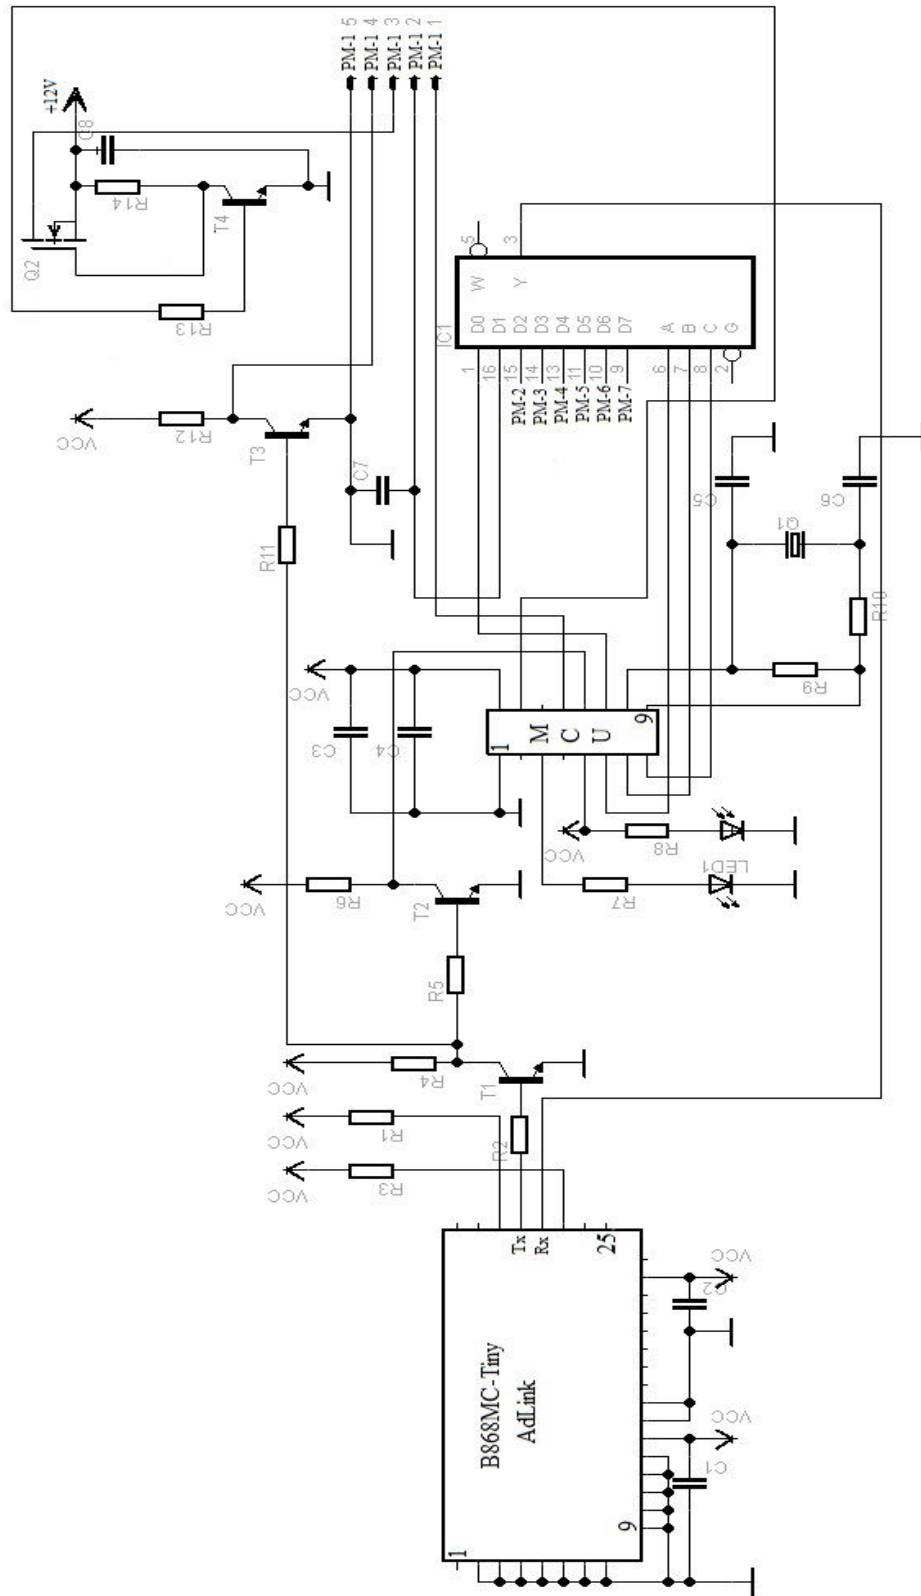 PM-1 5
PM-1 4
PM-1 3
PM-1 2
PM-1 1
+12V
C8
R14
T4
Q2
R13
5
3
W
Y
IC1
D0
D1
D2
D3
D4
D5
D6
D7
A
B
C
G
1
16
15
14
13
11
10
9
6
7
8
2
PM-2
PM-3
PM-4
PM-5
PM-6
PM-7
VCC
R12
T3
C7
R11
C5
C6
Q1
R10
R9
VCC
C3
C4
1
M
C
U
9
VCC
R8
LED1
R7
VCC
R6
T2
R5
VCC
R4
T1
VCC
R1
R2
VCC
R3
Tx
Rx
25
1
9
B868MC-Tiny
AdLink
VCC
C2
VCC
C1